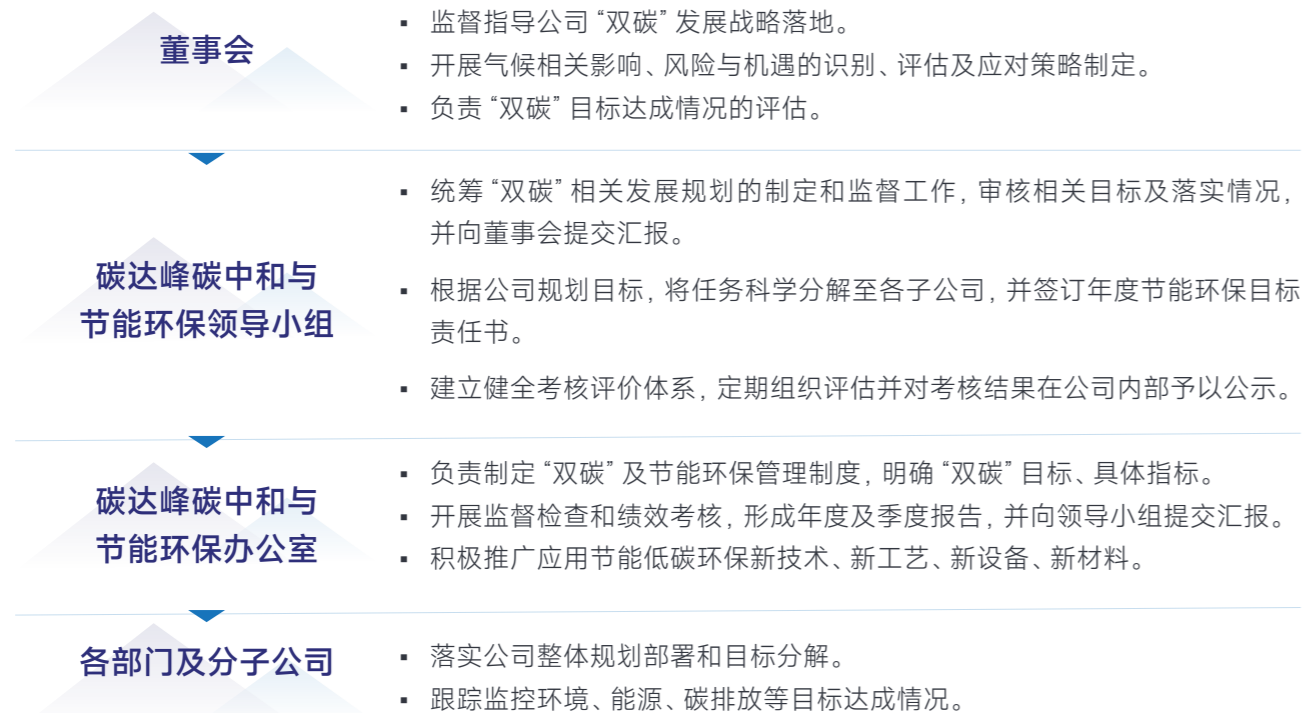 董事会
▪ 监督指导公司“双碳”发展战略落地。
▪ 开展气候相关影响、风险与机遇的识别、评估及应对策略制定。
▪ 负责“双碳”目标达成情况的评估。
碳达峰碳中和与
节能环保领导小组
▪ 统筹“双碳”相关发展规划的制定和监督工作，审核相关目标及落实情况，
并向董事会提交汇报。
▪ 根据公司规划目标，将任务科学分解至各子公司，并签订年度节能环保目标
责任书。
▪ 建立健全考核评价体系，定期组织评估并对考核结果在公司内部予以公示。
碳达峰碳中和与
节能环保办公室
▪ 负责制定“双碳”及节能环保管理制度，明确“双碳”目标、具体指标。
▪ 开展监督检查和绩效考核，形成年度及季度报告，并向领导小组提交汇报。
▪ 积极推广应用节能低碳环保新技术、新工艺、新设备、新材料。
各部门及分子公司
▪ 落实公司整体规划部署和目标分解。
▪ 跟踪监控环境、能源、碳排放等目标达成情况。